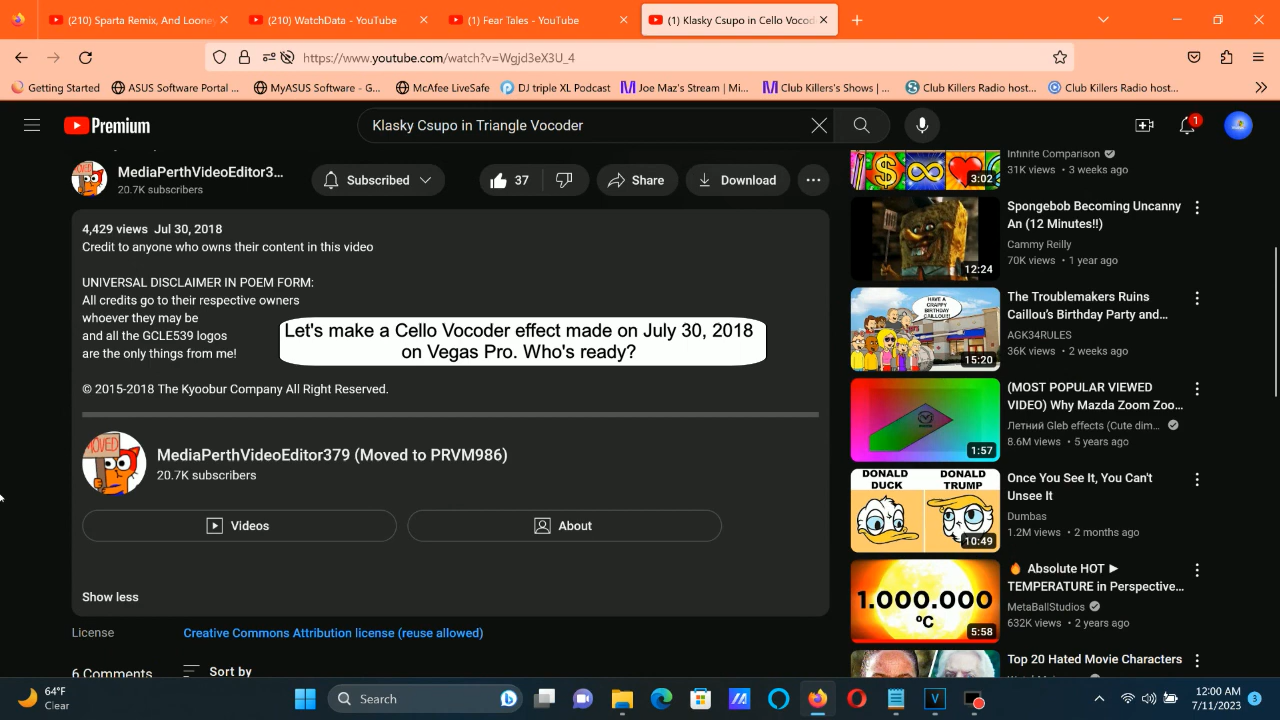 (210) Sparta Remix, And Looney
(210) WatchData - YouTube
(1) Fear Tales - YouTube
(1) Klasky Csupo in Cello Vocod
https://www.youtube.com/watch?v=Wgjd3eX3U_4
Getting Started
ASUS Software Portal ...
MyASUS Software - G...
McAfee LiveSafe
DJ triple XL Podcast
Joe Maz's Stream | Mi...
Club Killers's Shows | ...
Club Killers Radio host...
Club Killers Radio host...
Premium
Klasky Csupo in Triangle Vocoder
1
MediaPerthVideoEditor3...
20.7K subscribers
Subscribed
37
Share
Download
4,429 views Jul 30, 2018
Credit to anyone who owns their content in this video
UNIVERSAL DISCLAIMER IN POEM FORM:
All credits go to their respective owners
whoever they may be
and all the GCLE539 logos
are the only things from me!
Let's make a Cello Vocoder effect made on July 30, 2018
on Vegas Pro. Who's ready?
© 2015-2018 The Kyoobur Company All Right Reserved.
MOVED
MediaPerthVideoEditor379 (Moved to PRVM986)
20.7K subscribers
Videos
About
Show less
License
Creative Commons Attribution license (reuse allowed)
6 Comments
Sort by
3:02
Infinite Comparison
31K views • 3 weeks ago
12:24
Spongebob Becoming Uncanny
An (12 Minutes!!)
Cammy Reilly
70K views • 1 year ago
HAVE A
CRAPPY
BIRTHDAY
CAILLOU!
15:20
The Troublemakers Ruins
Caillou's Birthday Party and...
AGK34RULES
36K views • 2 weeks ago
1:57
(MOST POPULAR VIEWED
VIDEO) Why Mazda Zoom Zoo...
Летний Gleb effects (Cute dim...
8.6M views • 5 years ago
DONALD
DUCK
DONALD
TRUMP
10:49
Once You See It, You Can't
Unsee It
Dumbas
1.2M views • 2 months ago
1.000.000
ºC
5:58
Absolute HOT ► 
TEMPERATURE in Perspective...
MetaBallStudios
632K views • 2 years ago
Top 20 Hated Movie Characters
64°F
Clear
Search
12:00 AM
7/11/2023
3